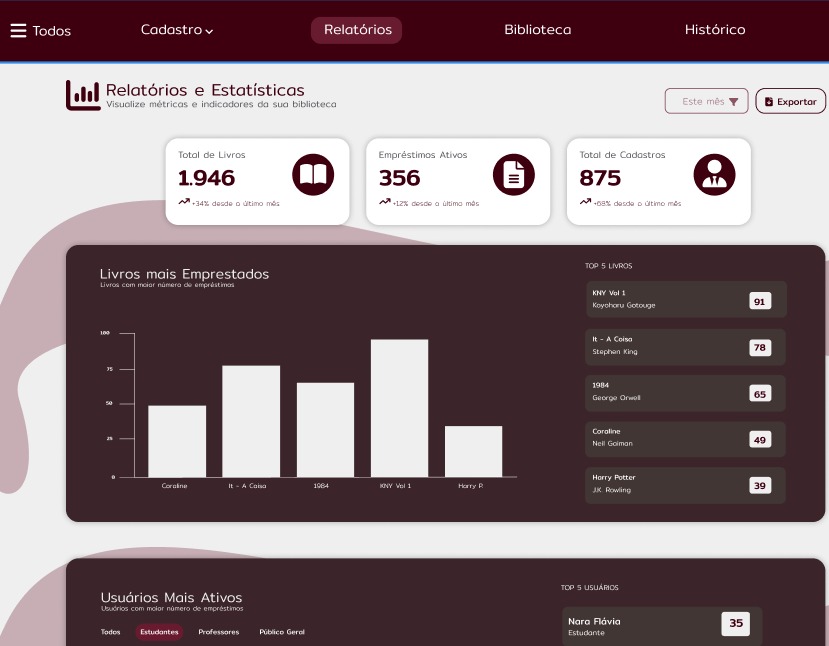 Todos
Cadastro
Relatórios
Biblioteca
Histórico
Relatórios e Estatísticas
Visualize métricas e indicadores da sua biblioteca
Este mês
Exportar
Total de Livros
1.946
+34% desde o último mês
Empréstimos Ativos
356
+12% desde o último mês
Total de Cadastros
875
+68% desde o último mês
Livros mais Emprestados
Livros com maior número de empréstimos
100
75
50
25
0
Coraline
It - A Coisa
1984
KNY Vol 1
Harry P.
TOP 5 LIVROS
KNY Vol 1
Koyoharu Gotouge
91
It - A Coisa
Stephen King
78
1984
George Orwell
65
Coraline
Neil Gaiman
49
Harry Potter
J.K. Rowling
39
Usuários Mais Ativos
Usuários com maior número de empréstimos
Todos
Estudantes
Professores
Público Geral
TOP 5 USUÁRIOS
Nara Flávia
Estudante
35